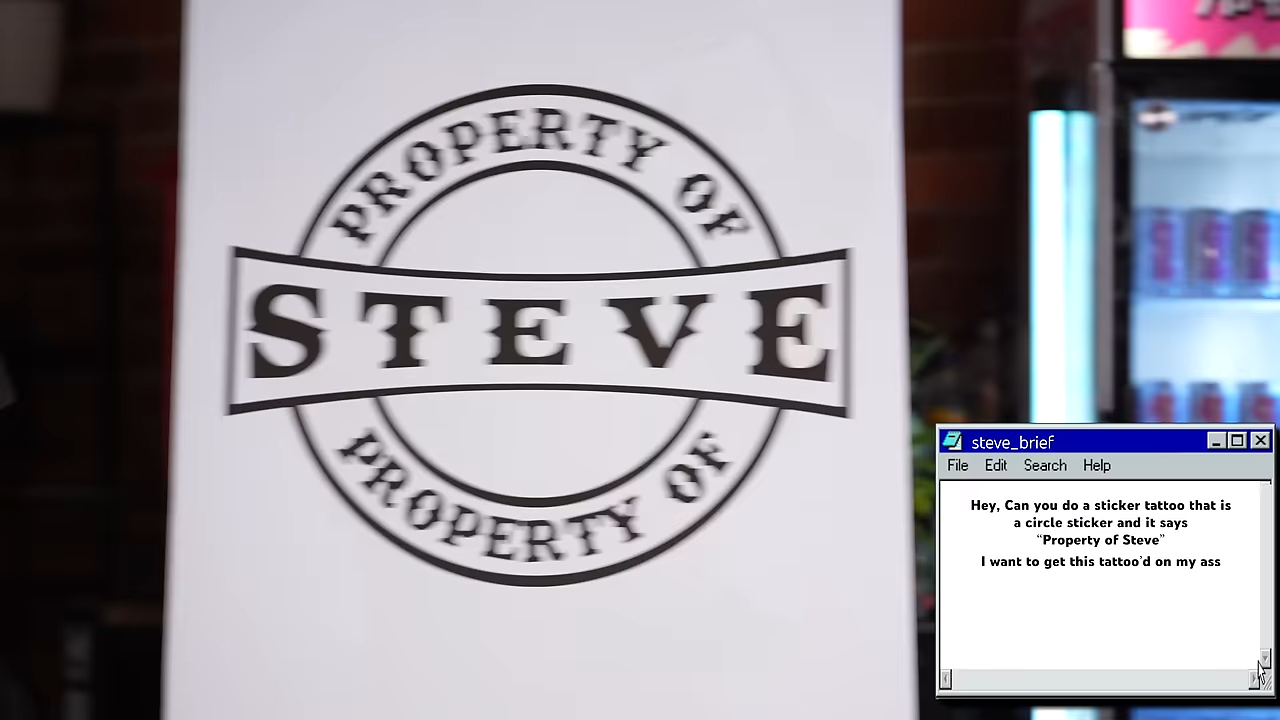 PROPERTY OF
STEVE
PROPERTY OF
steve_brief
File Edit Search Help
Hey, Can you do a sticker tattoo that is
a circle sticker and it says
“Property of Steve”
I want to get this tattoo'd on my ass